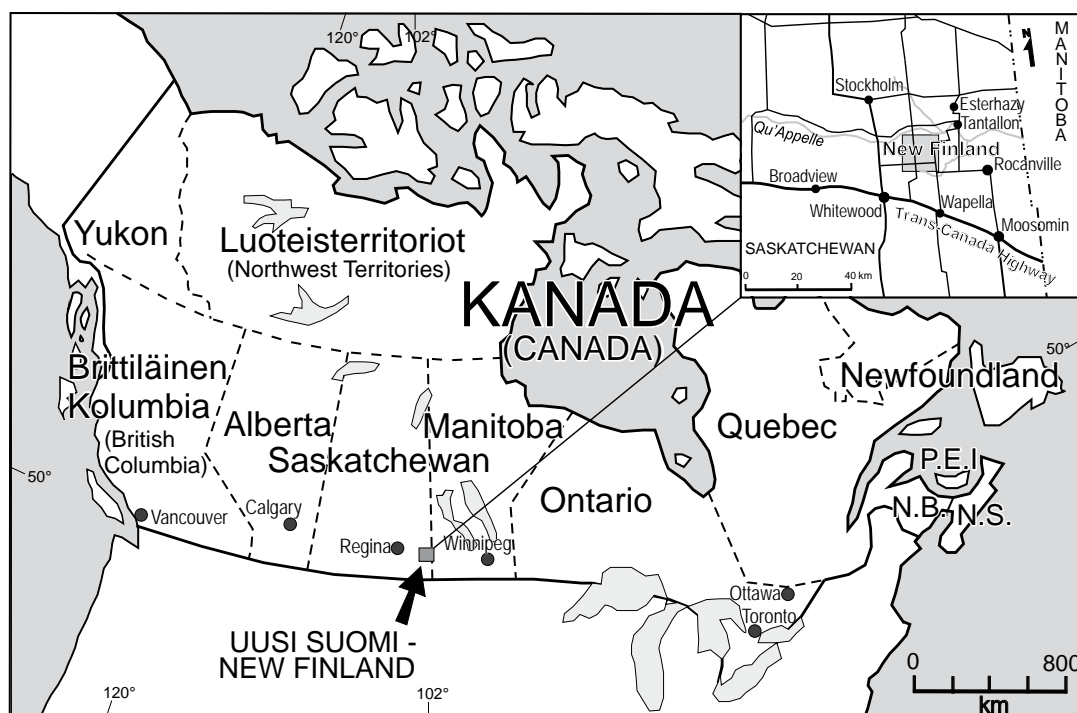 120°
102°
Yukon
Luoteisterritoriot
(Northwest Territories)
KANADA
(CANADA)
Brittiläinen
Kolumbia
(British
Columbia)
Alberta
Saskatchewan
Manitoba
Ontario
Quebec
Newfoundland
P.E.I
N.B.
N.S.
50°
50°
Vancouver
Calgary
Regina
Winnipeg
Ottawa
Toronto
UUSI SUOMI -
NEW FINLAND
120°
102°
0 800
km
N
MANITOBA
Stockholm
Esterhazy
Tantallon
Qu'Appelle
New Finland
Rocanville
Broadview
Whitewood
Wapella
Moosomin
Trans-Canada Highway
SASKATCHEWAN
0 20 40 km